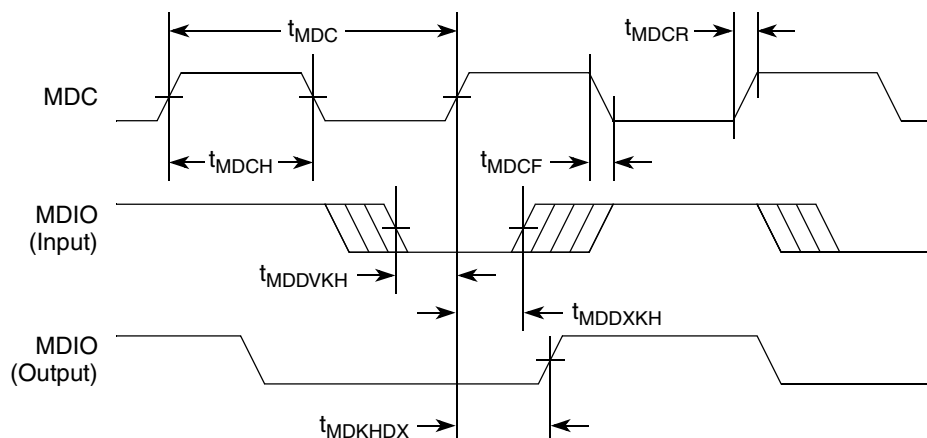 tMDC
tMDCR
MDC
tMDCH
tMDCF
MDIO
(Input)
tMDDVKH
tMDDXKH
MDIO
(Output)
tMDKHDX